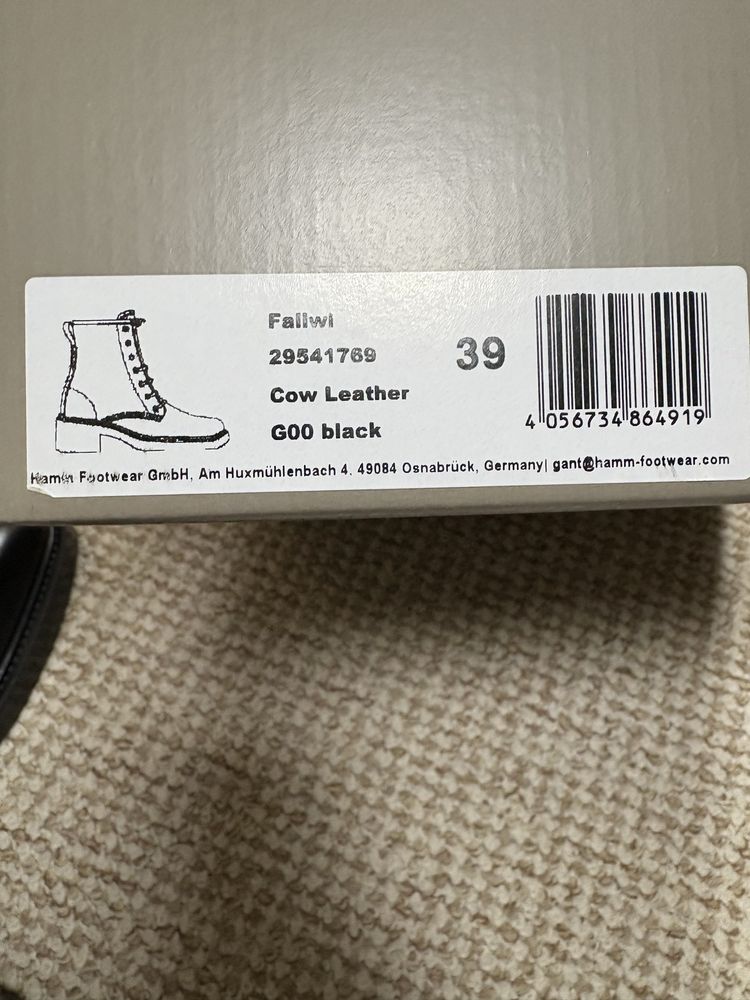 Fallwi
29541769
39
Cow Leather
G00 black
4 056734 864919
Hamm Footwear GmbH, Am Huxmühlenbach 4. 49084 Osnabrück, Germany| gant@hamm-footwear.com